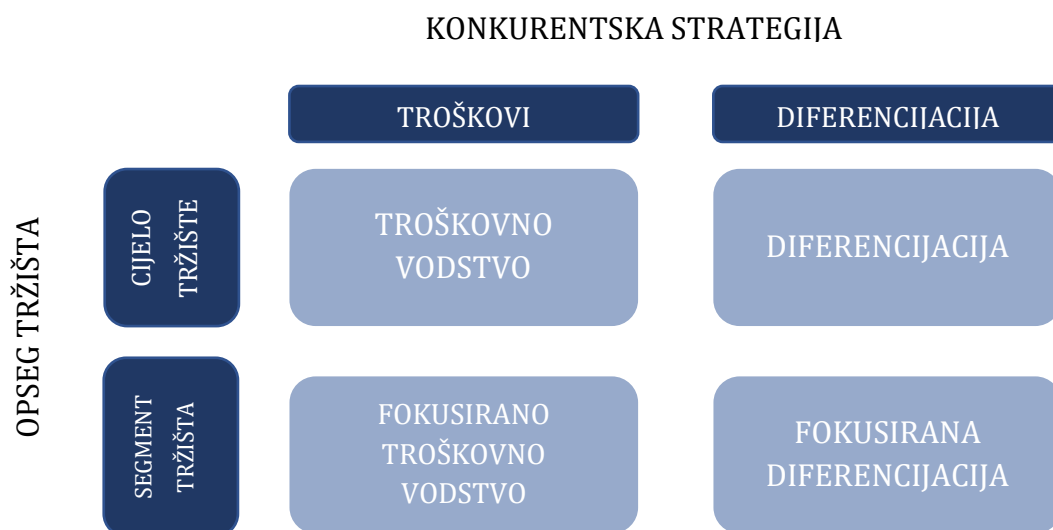 KONKURENTSKA STRATEGIJA
TROŠKOVI
DIFERENCIJACIJA
OPSEG TRŽIŠTA
CIJELO
TRŽIŠTE
TROŠKOVNO
VODSTVO
DIFERENCIJACIJA
SEGMENT
TRŽIŠTA
FOKUSIRANO
TROŠKOVNO
VODSTVO
FOKUSIRANA
DIFERENCIJACIJA